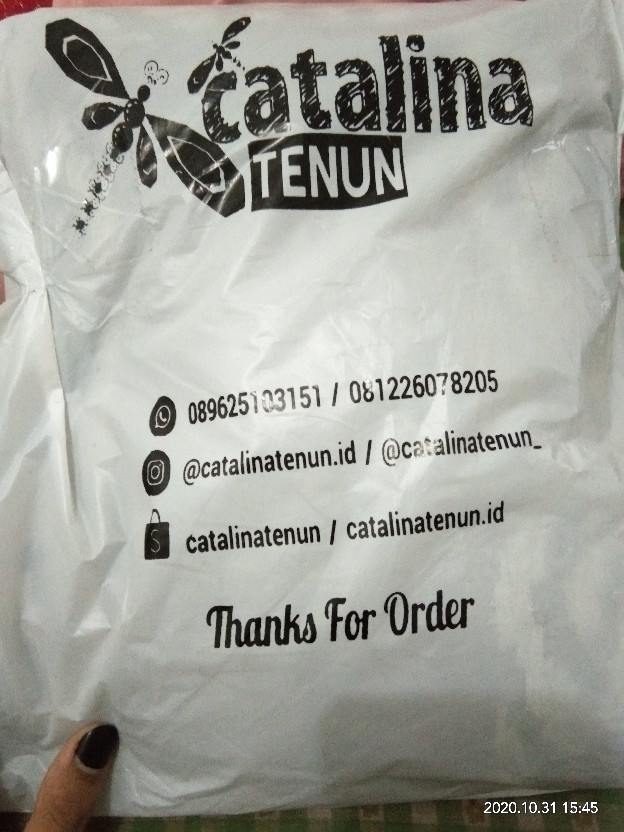 catalina
TENUN
089625103151 / 081226078205
@catalinatenun.id / @catalinatenun_
catalinatenun / catalinatenun.id
Thanks For Order
2020.10.31 15:45